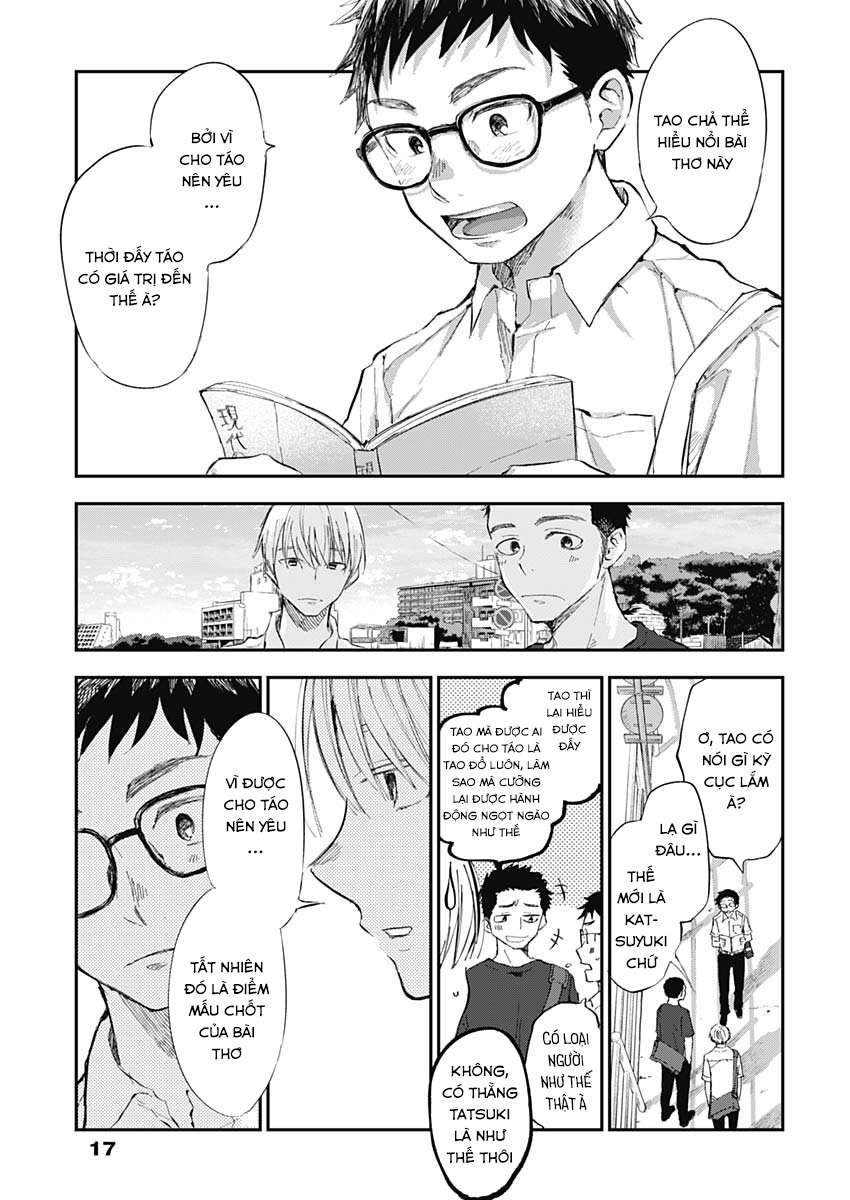 TAO CHẢ THỂ
HIỂU NỔI BÀI
THƠ NÀY
BỞI VÌ
CHO TÁO
NÊN YÊU
...
THỜI ĐẤY TÁO
CÓ GIÁ TRỊ ĐẾN
THẾ À?
現代
Ơ, TAO CÓ
NÓI GÌ KỲ
CỤC LẮM
À?
LẠ GÌ
ĐÂU...
THẾ
MỚI LÀ
KAT-
SUYUKI
CHỨ
TAO THÌ
LẠI HIỂU
ĐƯỢC
ĐẤY
TAO MÀ ĐƯỢC AI
ĐÓ CHO TÁO LÀ
TAO ĐỔ LUÔN, LÀM
SAO MÀ CƯỠNG
LẠI ĐƯỢC HÀNH
ĐỘNG NGỌT NGÀO
NHƯ THẾ
CÓ LOẠI
NGƯỜI
NHƯ THẾ
THẬT À
KHÔNG,
CÓ THẰNG
TATSUKI
LÀ NHƯ
THẾ THÔI
VÌ ĐƯỢC
CHO TÁO
NÊN YÊU
...
TẤT NHIÊN
ĐÓ LÀ ĐIỂM
MẤU CHỐT
CỦA BÀI
THƠ
17